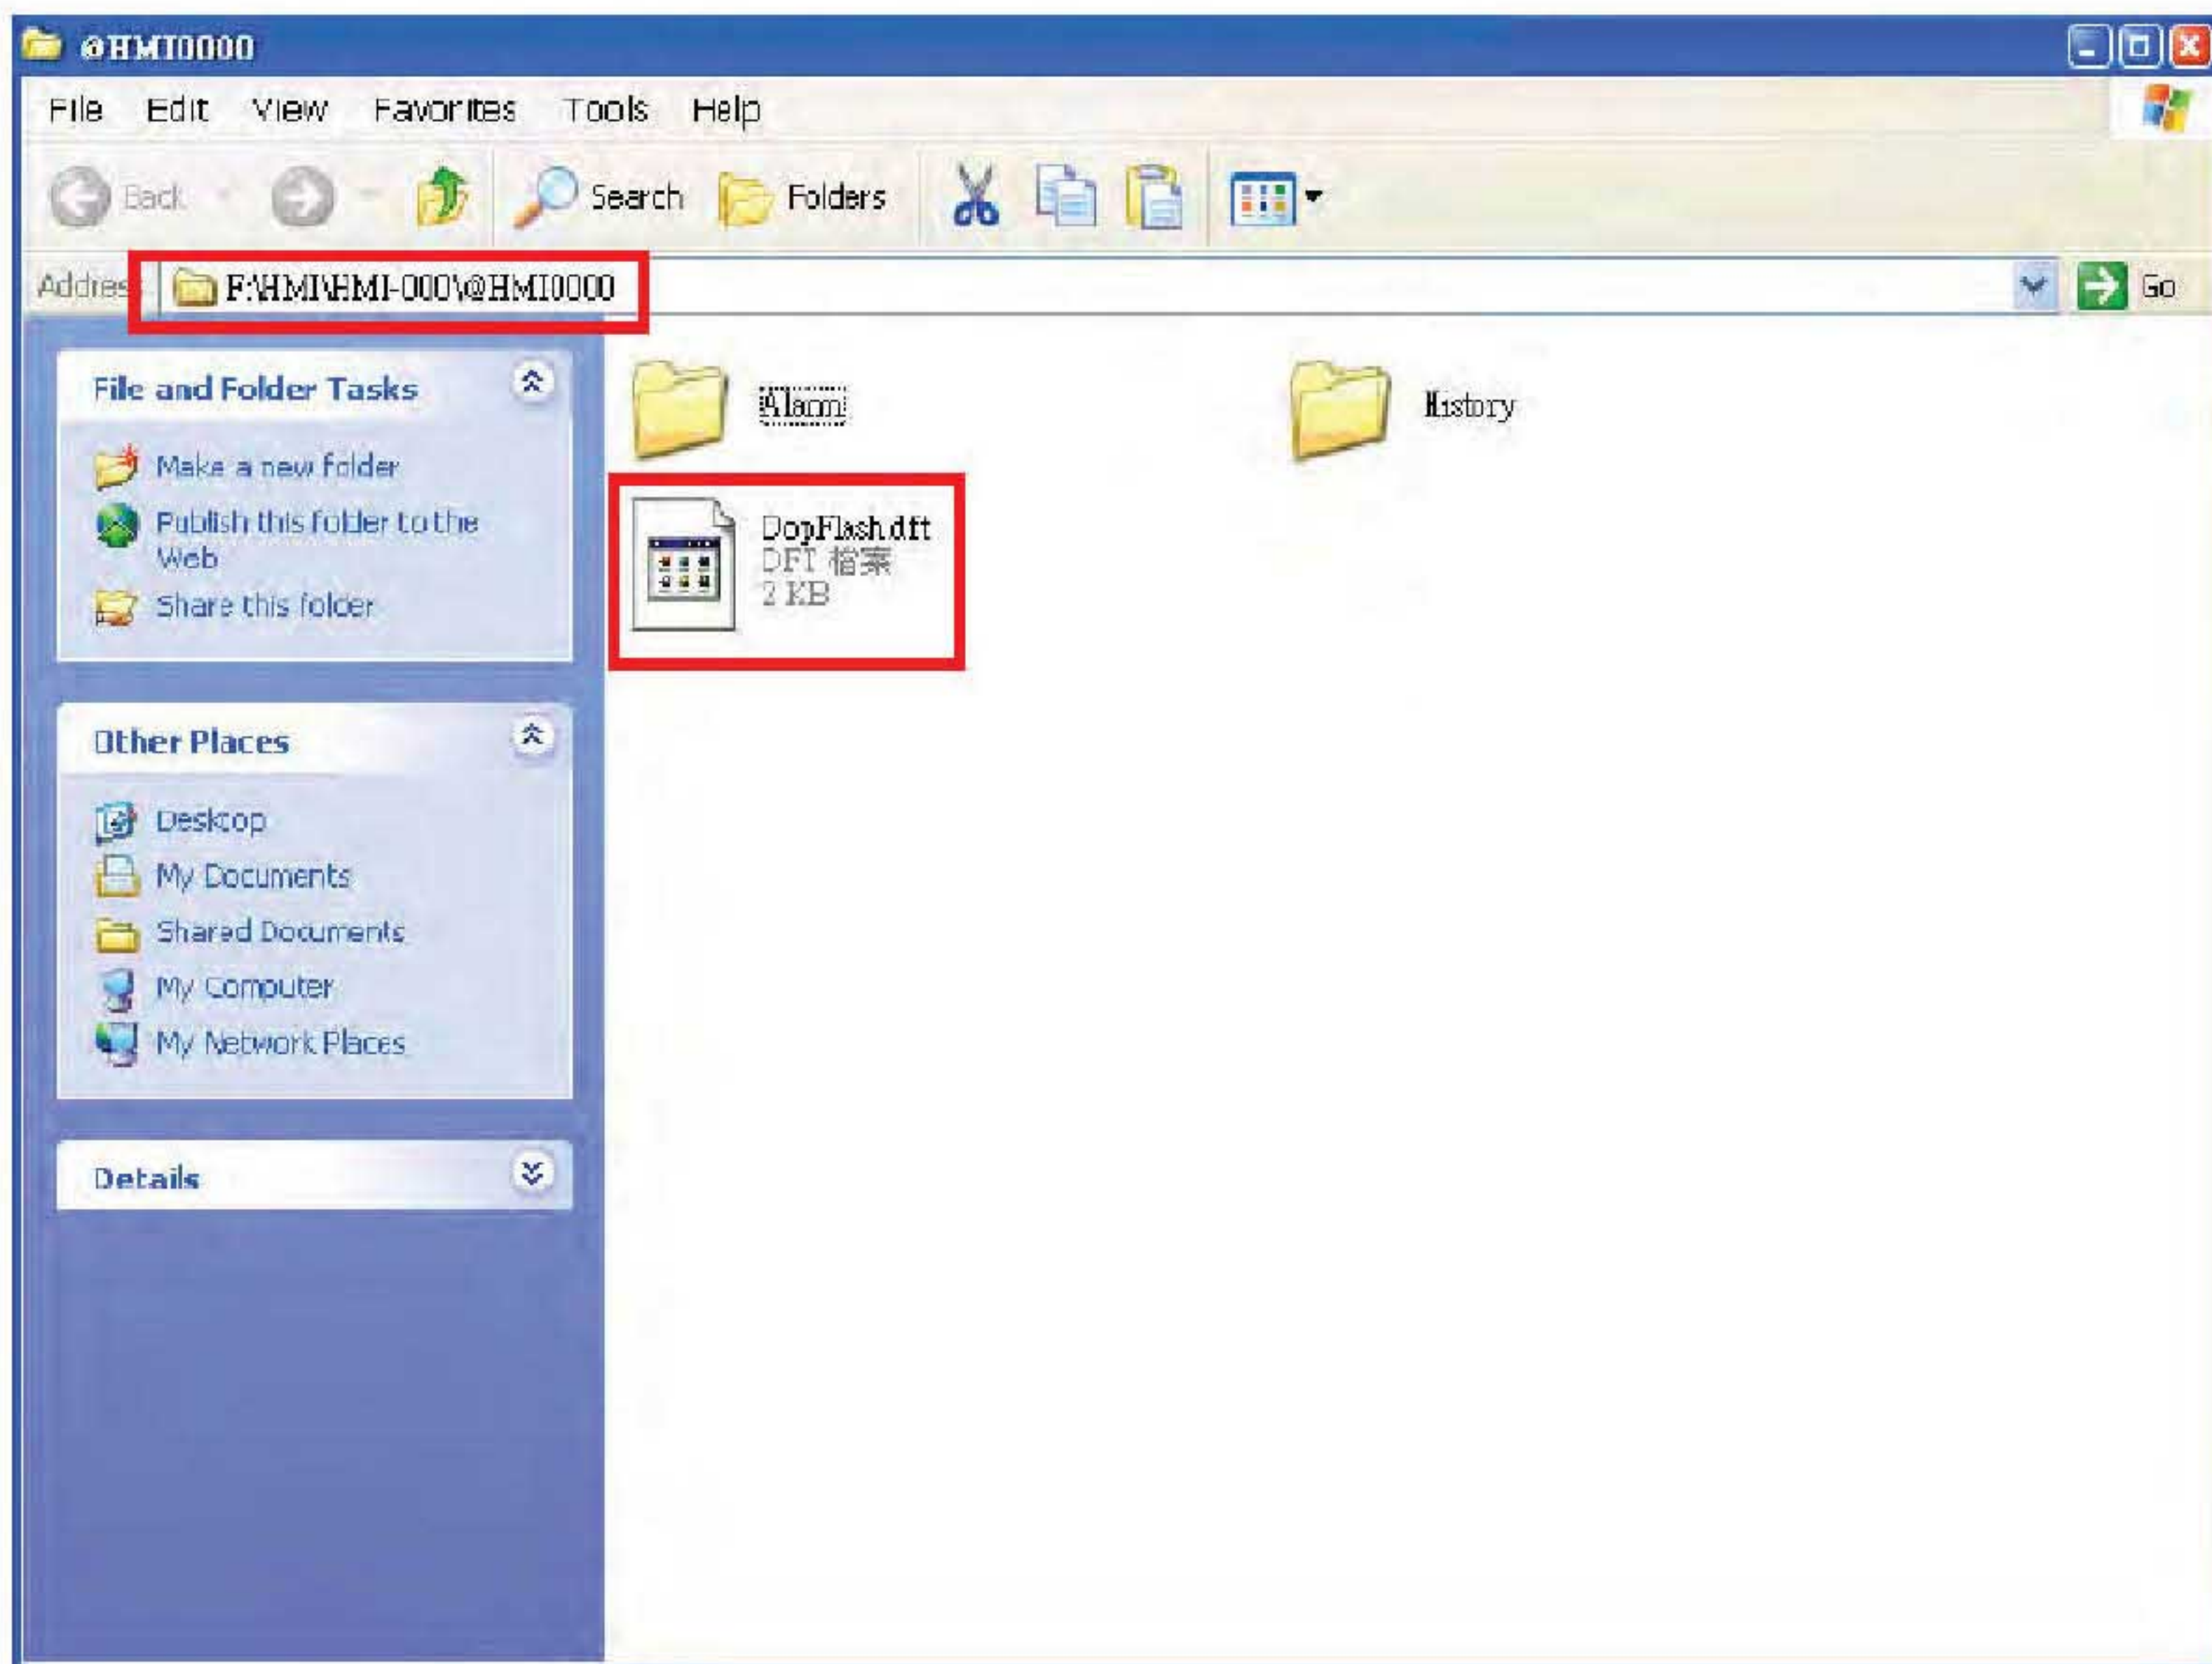 @HMI0000
File Edit View Favorites Tools Help
Back Search Folders
Address F:\HMI\HMI-000\@HMI0000 Go
File and Folder Tasks
Make a new folder
Publish this folder to the
Web
Share this folder
Other Places
Desktop
My Documents
Shared Documents
My Computer
My Network Places
Details
Alarm History
DopFlash.dft
DFT 檔案
2 KB